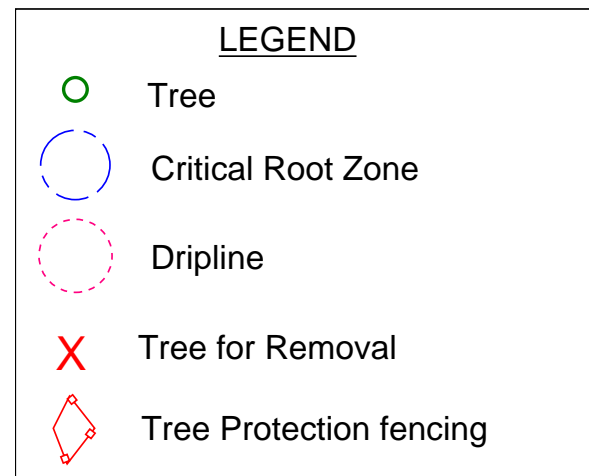 LEGEND
Tree
Critical Root Zone
Dripline
X Tree for Removal
Tree Protection fencing